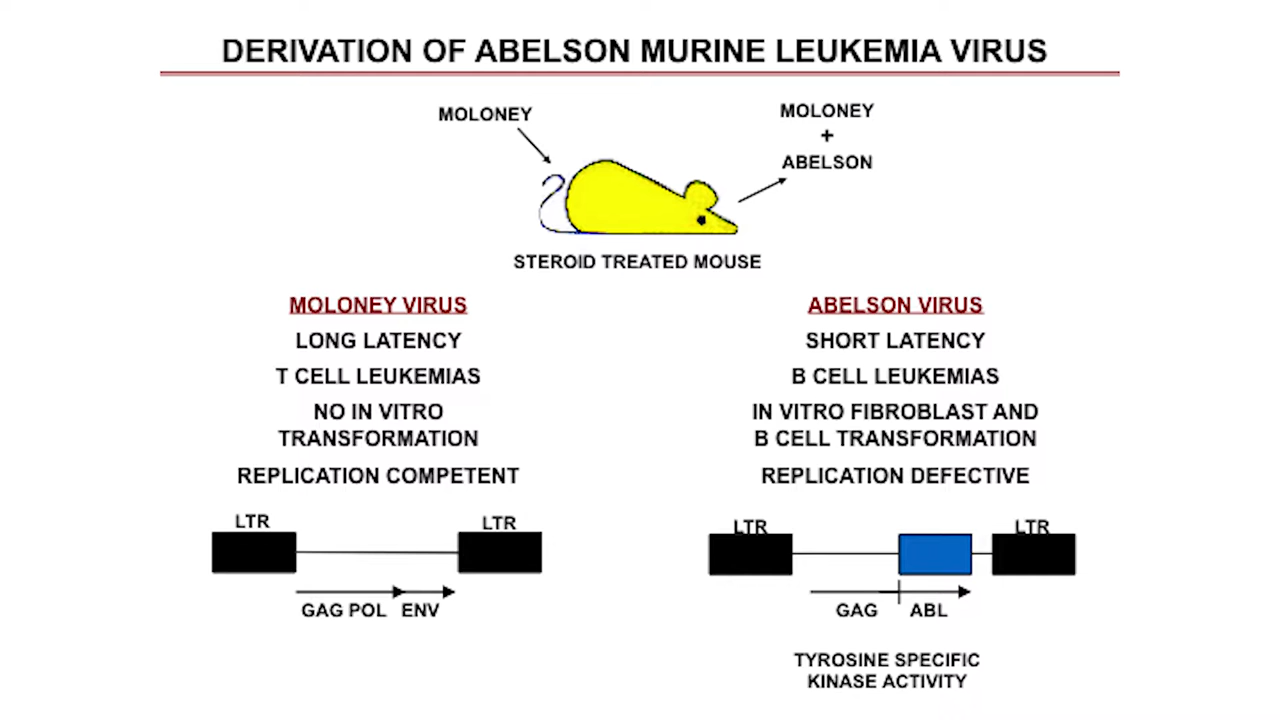 DERIVATION OF ABELSON MURINE LEUKEMIA VIRUS
MOLONEY
MOLONEY
+
ABELSON
STEROID TREATED MOUSE
MOLONEY VIRUS
LONG LATENCY
T CELL LEUKEMIAS
NO IN VITRO
TRANSFORMATION
REPLICATION COMPETENT
LTR
LTR
GAG POL
ENV
ABELSON VIRUS
SHORT LATENCY
B CELL LEUKEMIAS
IN VITRO FIBROBLAST AND
B CELL TRANSFORMATION
REPLICATION DEFECTIVE
LTR
LTR
GAG
ABL
TYROSINE SPECIFIC
KINASE ACTIVITY